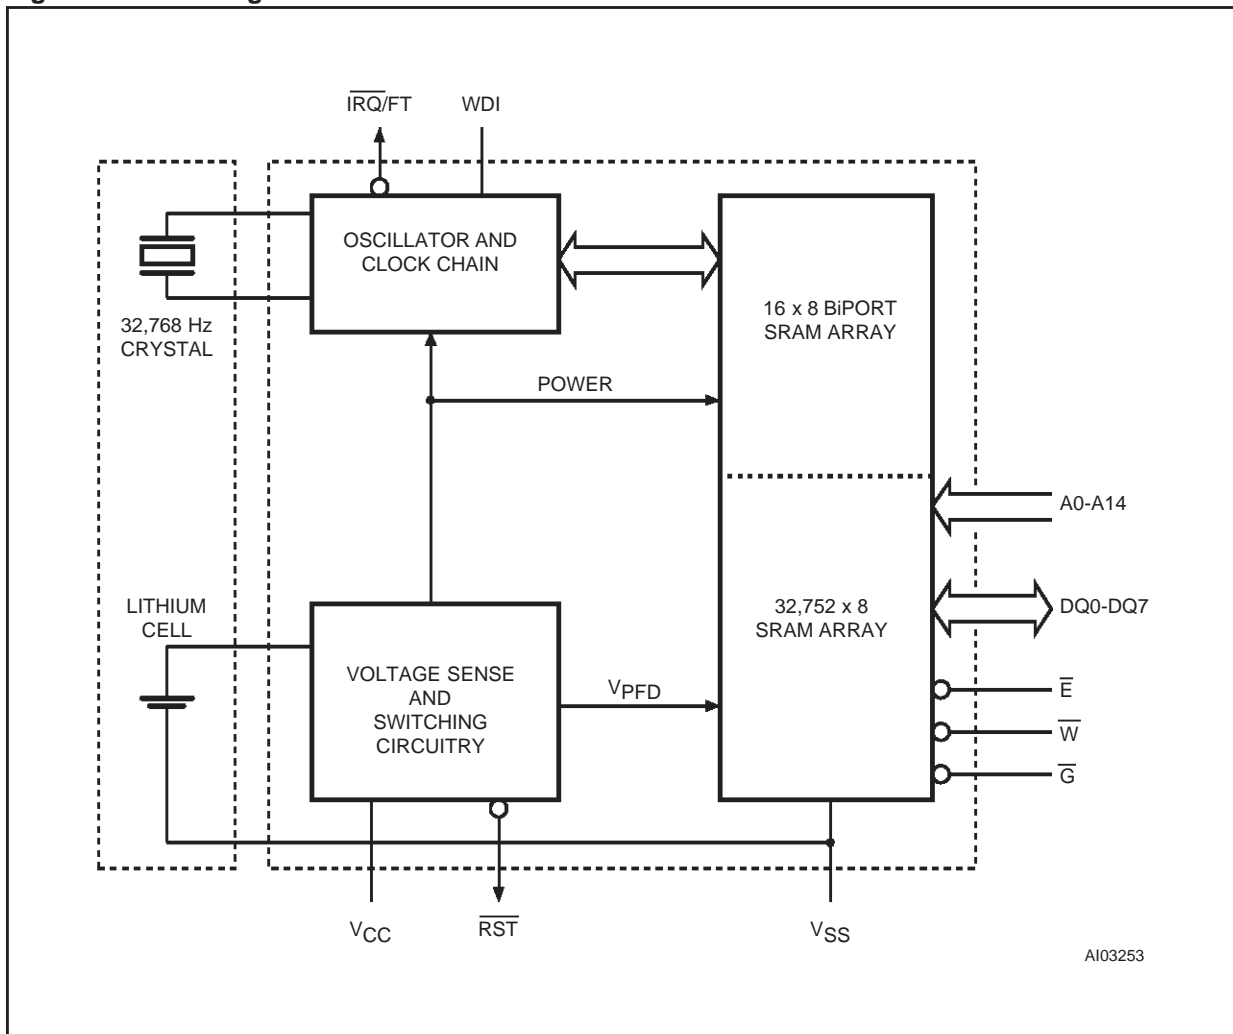 IRQ/FT
WDI
OSCILLATOR AND
CLOCK CHAIN
32,768 Hz
CRYSTAL
16 x 8 BiPORT
SRAM ARRAY
POWER
A0-A14
LITHIUM
CELL
32,752 x 8
SRAM ARRAY
DQ0-DQ7
VOLTAGE SENSE
AND
SWITCHING
CIRCUITRY
VPFD
E
W
G
VCC
RST
VSS
AI03253